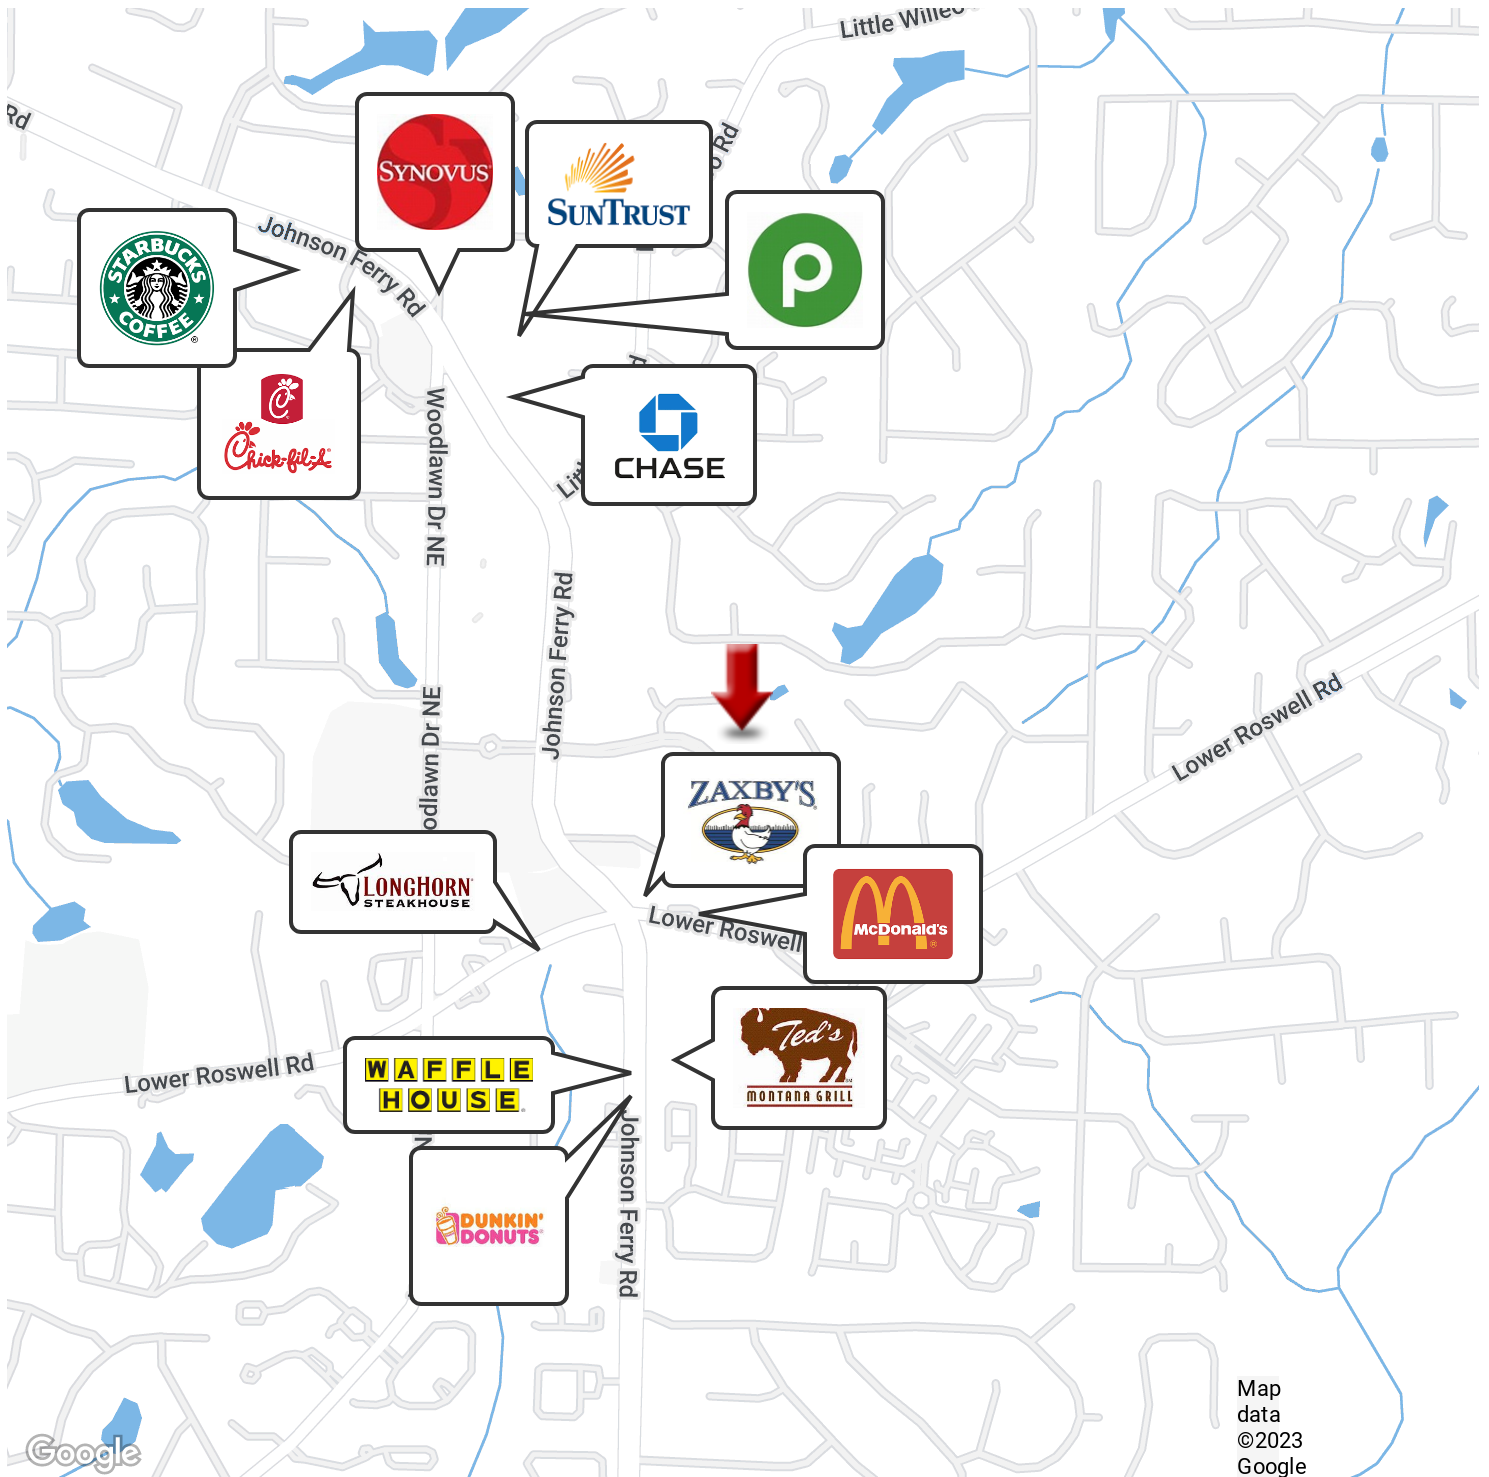 Little Willeo
Rd
SYNOVUS
SUNTRUST
o Rd
STARBUCKS
COFFEE
®
Johnson Ferry Rd
Chick-fil-A
Woodlawn Dr NE
CHASE
Johnson Ferry Rd
odlawn Dr NE
Lower Roswell Rd
ZAXBY'S
LONGHORN
STEAKHOUSE
Lower Roswell
McDonald's
®
Ted's
MONTANA GRILL
Lower Roswell Rd
WAFFLE
HOUSE
Johnson Ferry Rd
DUNKIN'
DONUTS
Google
Map
data
©2023
Google